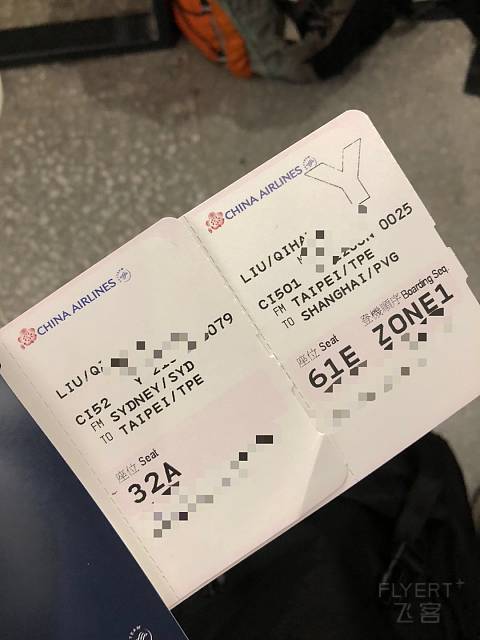 CHINA AIRLINES
LIU/Q
0079
CI52 Y
FM SYDNEY/SYD
TO TAIPEI/TPE
座位 Seat
32A
CHINA AIRLINES
Y
LIU/QIHA
0025
CI501
FM TAIPEI/TPE
TO SHANGHAI/PVG
座位 Seat 登機順序 Boarding Seq.
61E ZONE1
FLYERT+
飞客